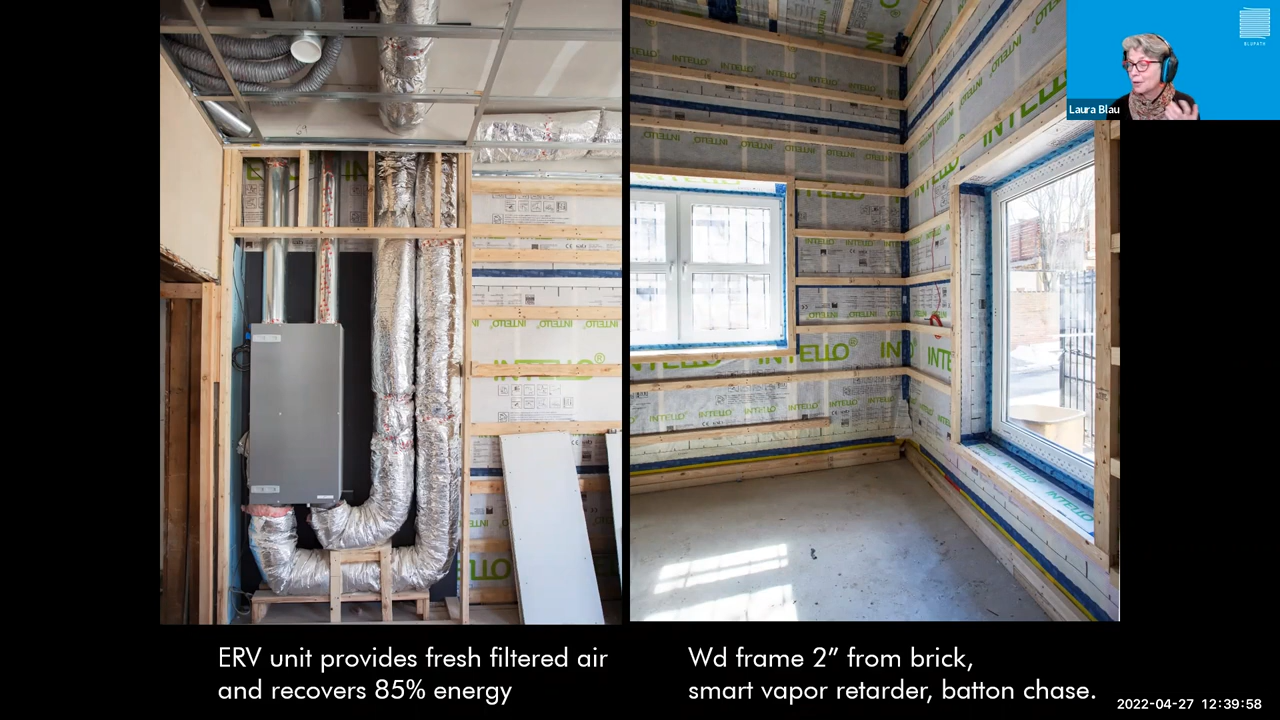 INTELLO
INTELLO®
BLUPATH
Laura Blau
ERV unit provides fresh filtered air
and recovers 85% energy
Wd frame 2” from brick,
smart vapor retarder, batton chase.
2022-04-27 12:39:58